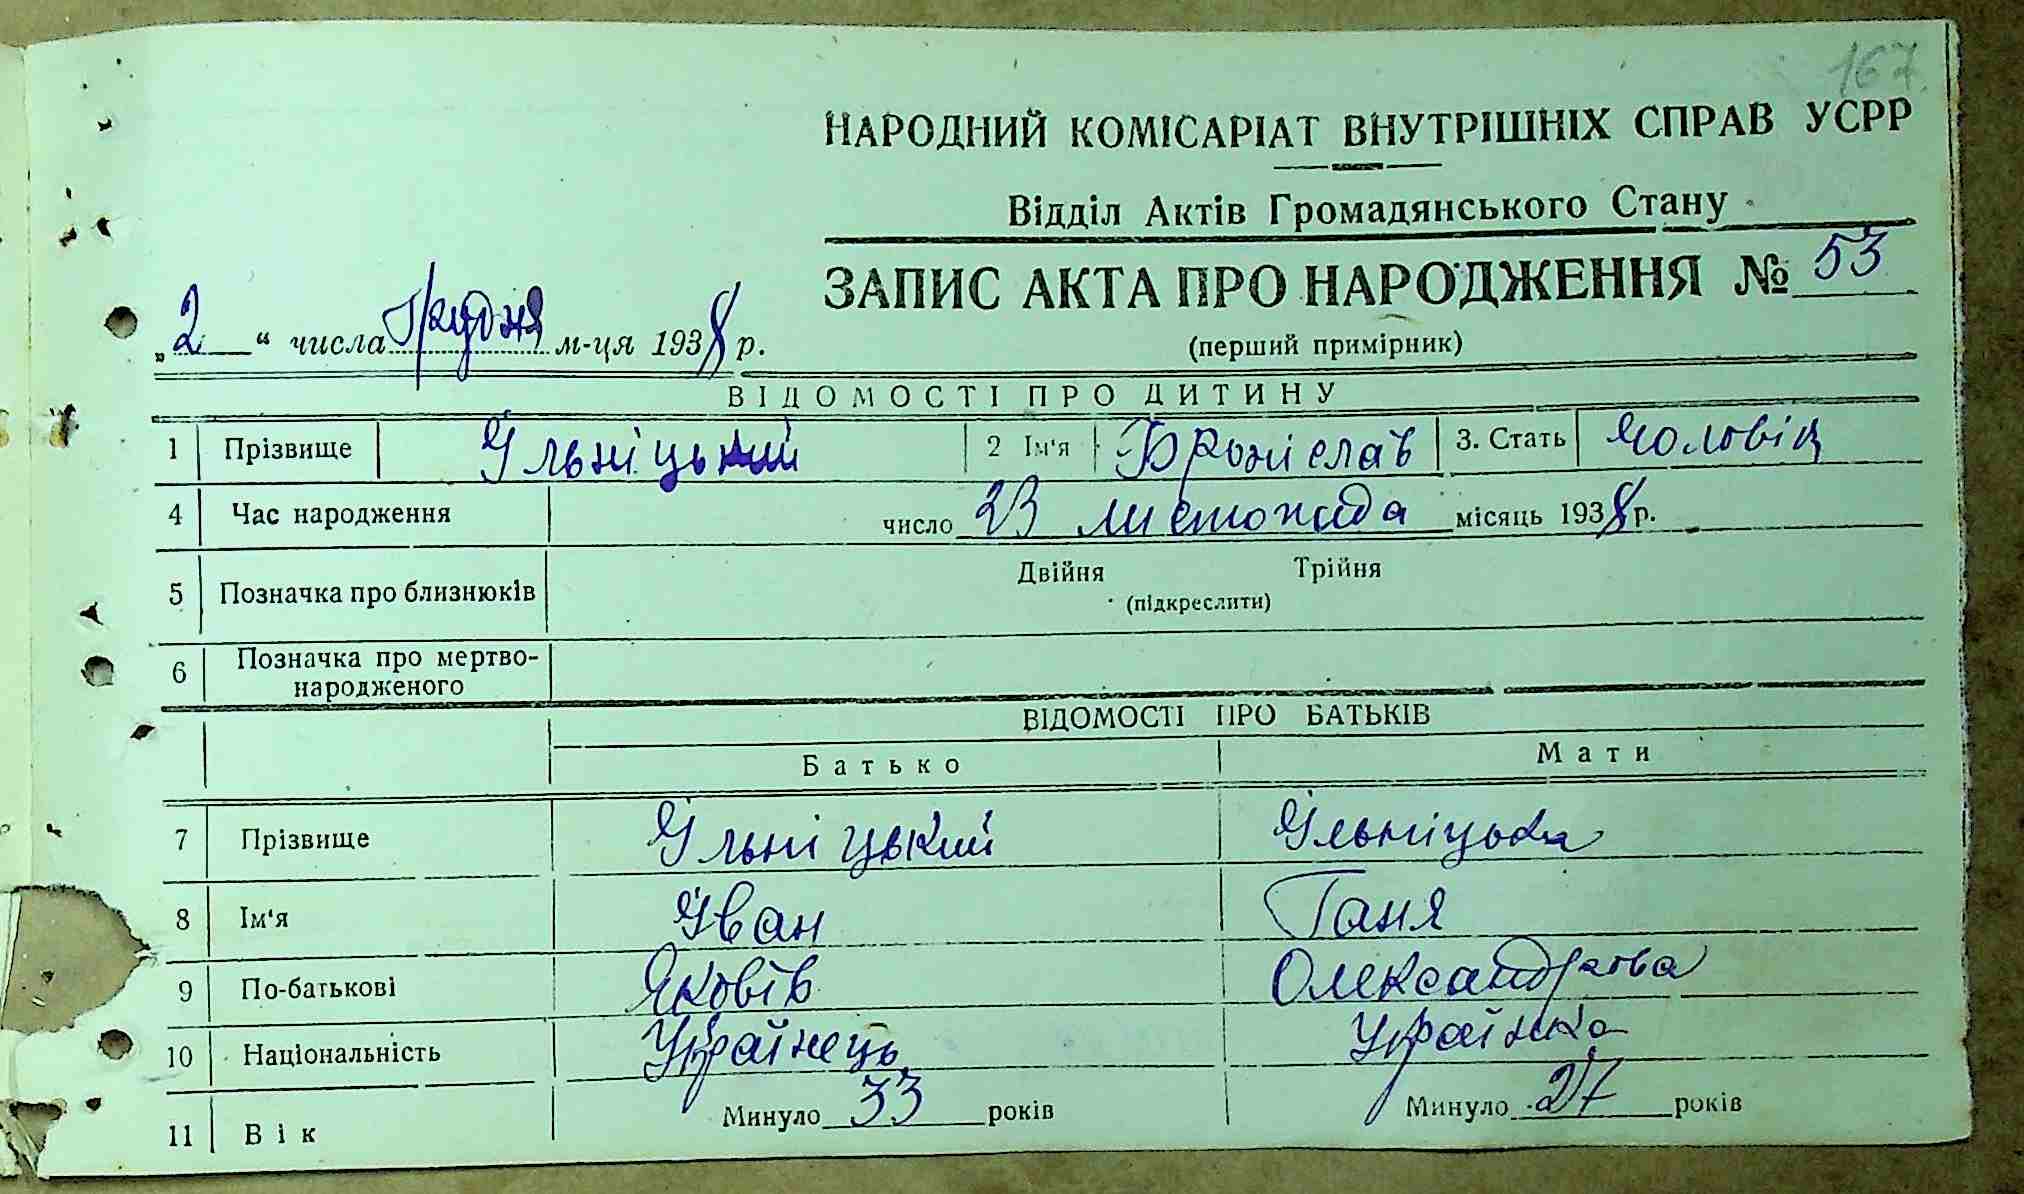 167
НАРОДНИЙ КОМІСАРІАТ ВНУТРІШНІХ СПРАВ УСРР
Відділ Актів Громадянського Стану
ЗАПИС АКТА ПРО НАРОДЖЕННЯ № 53
„2“ числа грудня м-ця 1938 р.
(перший примірник)
ВІДОМОСТІ ПРО ДИТИНУ
1 Прізвище Ільніцький 2 Ім'я Броніслав 3. Стать чоловіч
4 Час народження число 23 листопада місяць 1938 р.
5 Позначка про близнюків Двійня Трійня
(підкреслити)
6 Позначка про мертво-
народженого
ВІДОМОСТІ ПРО БАТЬКІВ
Батько Мати
7 Прізвище Ільніцький Ільніцька
8 Ім'я Іван Ганя
9 По-батькові Яковів Олександрова
10 Національність Українець Українка
11 Вік Минуло 33 років Минуло 27 років